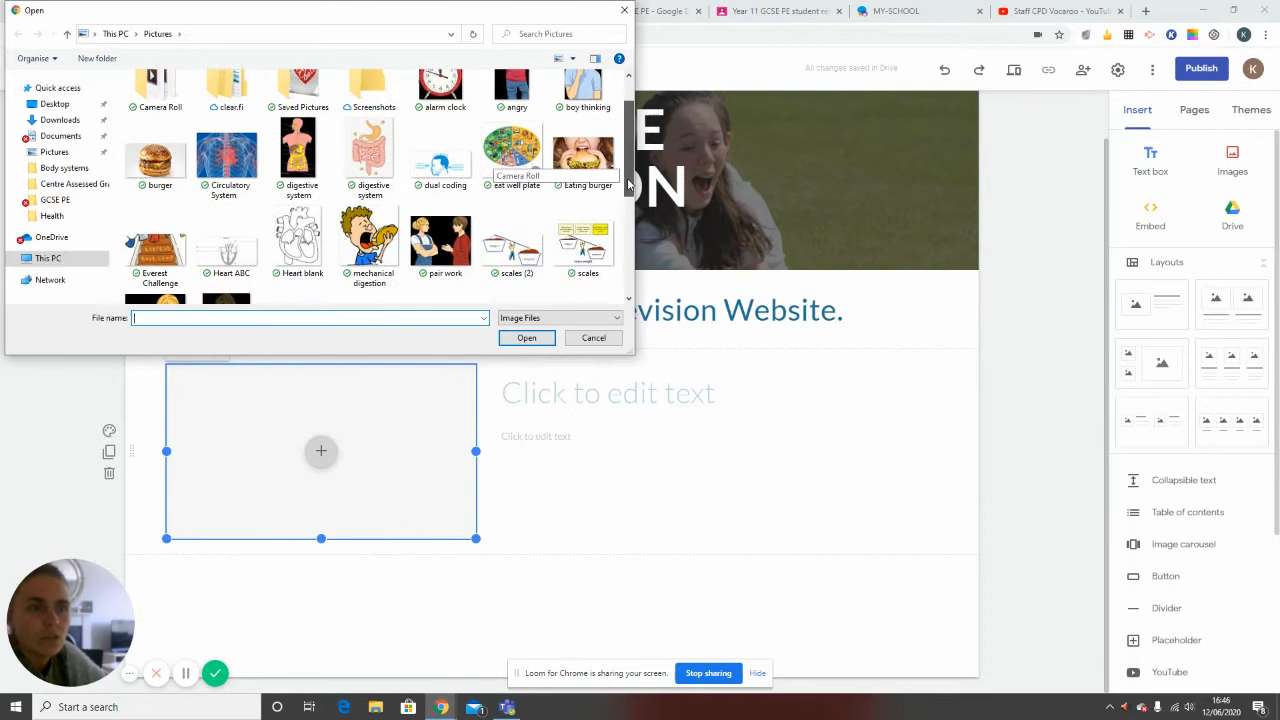 Open
PE - Google D
Year 11 GCSE PE student re
MY-SCHOOL
Staff CPD Vocaroo - YouTub
This PC > Pictures >
Search Pictures
Organise
New folder
All changes saved in Drive
Publish
K
Quick access
Desktop
Downloads
Documents
Pictures
Body systems
Centre Assessed Gra
GCSE PE
Health
OneDrive
This PC
Network
Camera Roll
clear.fi
Saved Pictures
Screenshots
alarm clock
angry
boy thinking
burger
Circulatory System
digestive system
digestive system
dual coding
eat well plate
Eating burger
Camera Roll
Everest Challenge
Heart ABC
Heart blank
mechanical digestion
pair work
scales (2)
scales
File name:
Image Files
Open
Cancel
E
ON
evision Website.
Click to edit text
Click to edit text
Insert
Pages
Themes
Text box
Images
Embed
Drive
Layouts
Collapsible text
Table of contents
Image carousel
Button
Divider
Placeholder
YouTube
Loom for Chrome is sharing your screen.
Stop sharing
Hide
Start a search
16:46
12/06/2020